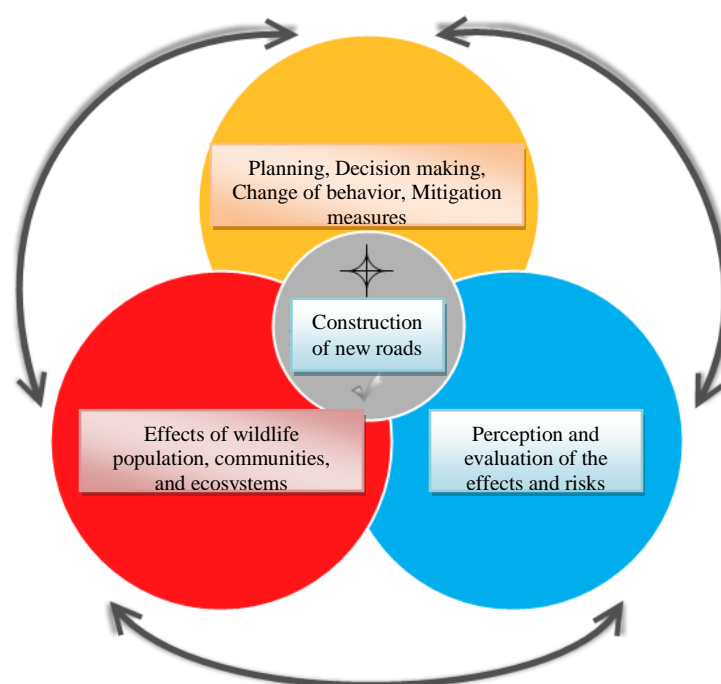 Planning, Decision making,
Change of behavior, Mitigation
measures
Construction
of new roads
Effects of wildlife
population, communities,
and ecosystems
Perception and
evaluation of the
effects and risks